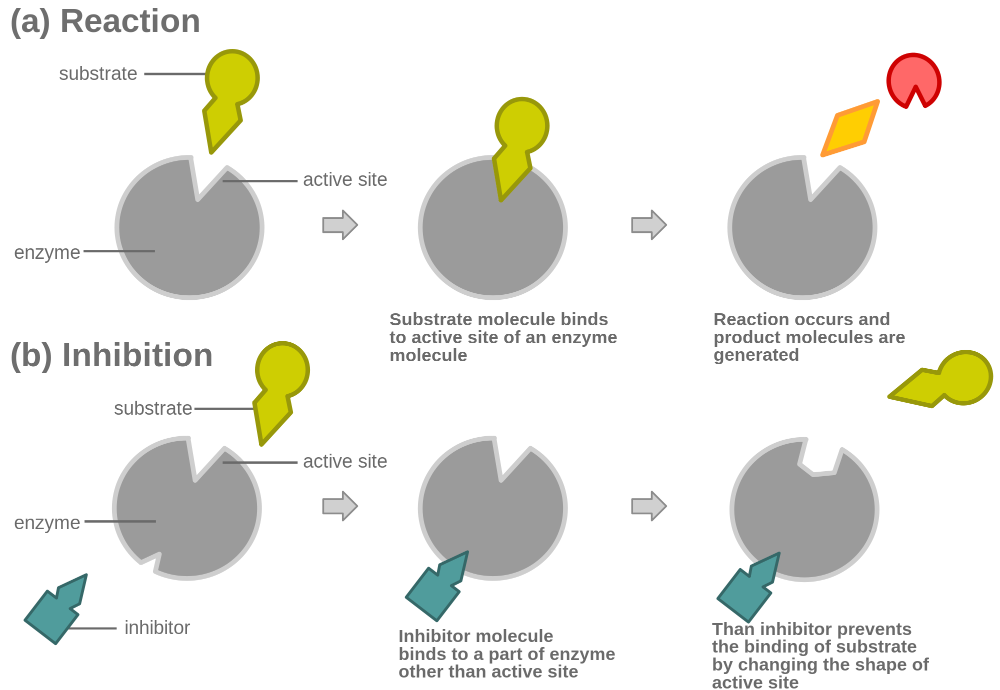 (a) Reaction
substrate
active site
enzyme
Substrate molecule binds
to active site of an enzyme
molecule
Reaction occurs and
product molecules are
generated
(b) Inhibition
substrate
active site
enzyme
inhibitor
Inhibitor molecule
binds to a part of enzyme
other than active site
Than inhibitor prevents
the binding of substrate
by changing the shape of
active site